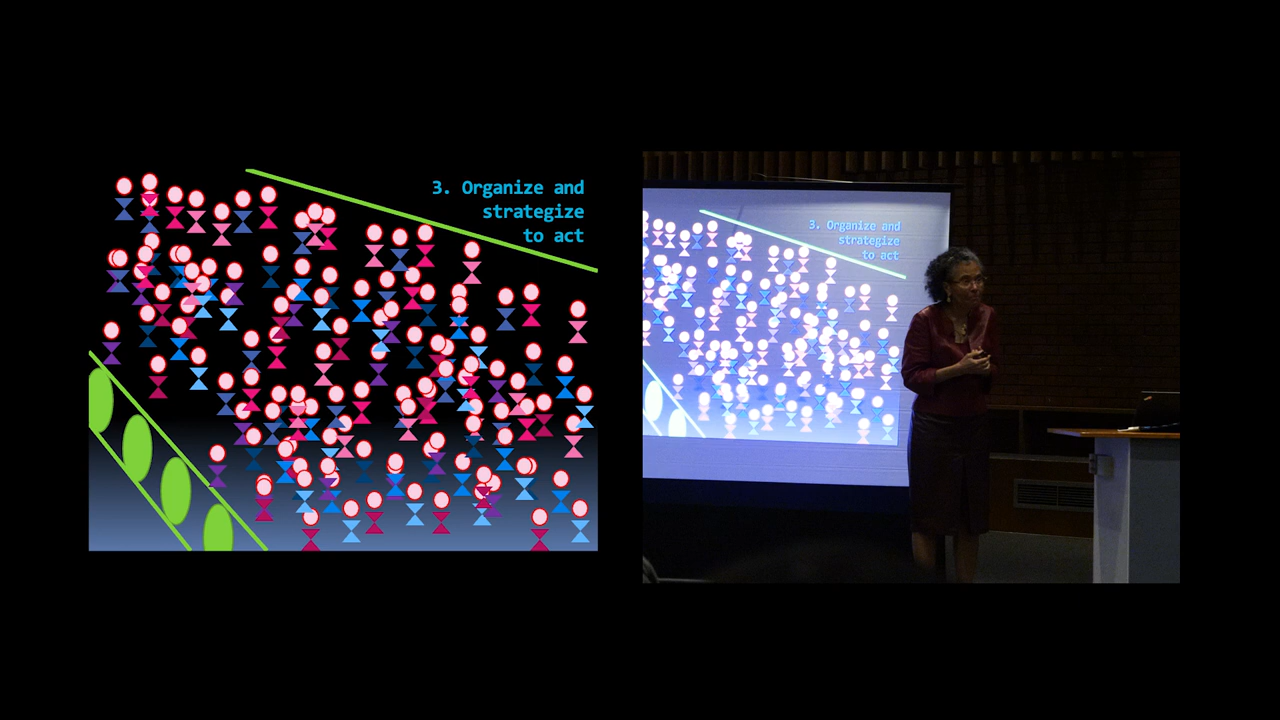 3. Organize and
strategize
to act
3. Organize and
strategize
to act